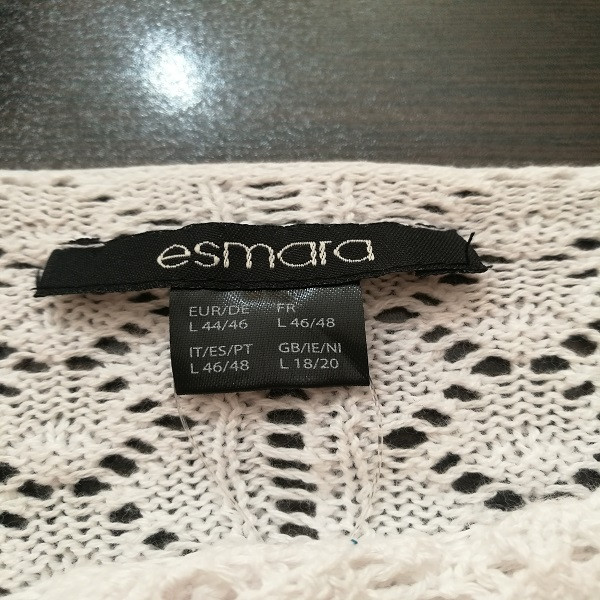 esmara
EUR/DE FR
L 44/46 L 46/48
IT/ES/PT GB/IE/NI
L 46/48 L 18/20